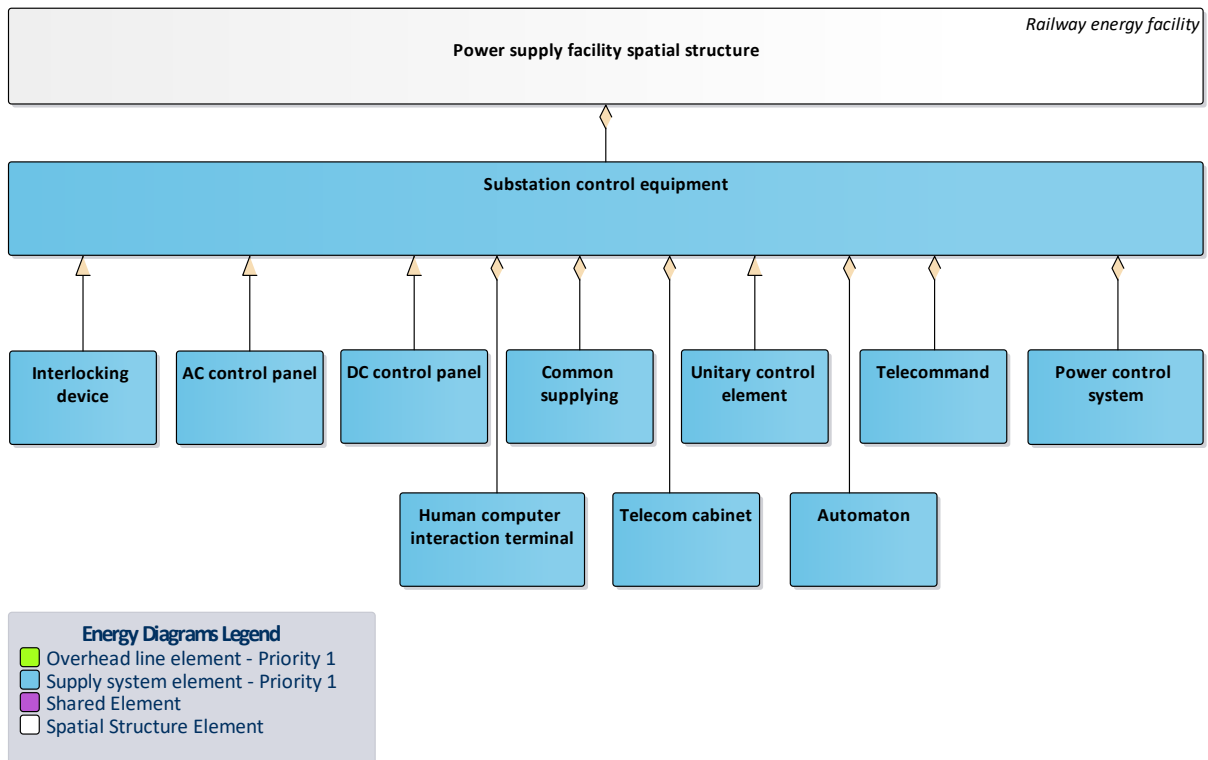 Railway energy facility
Power supply facility spatial structure
Substation control equipment
Interlocking
device
AC control panel
DC control panel
Common
supplying
Unitary control
element
Telecommand
Power control
system
Human computer
interaction terminal
Telecom cabinet
Automaton
Energy Diagrams Legend
Overhead line element - Priority 1
Supply system element - Priority 1
Shared Element
Spatial Structure Element